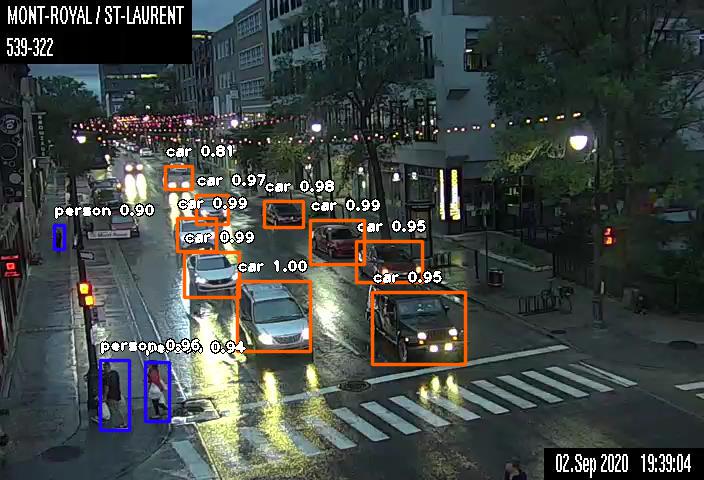 MONT-ROYAL / ST-LAURENT
539-322
car 0.81
car 0.97
car 0.98
car 0.99
car 0.99
person 0.90
car 0.95
car 0.99
car 1.00
car 0.95
person 0.96
person 0.94
02.Sep 2020 19:39:04